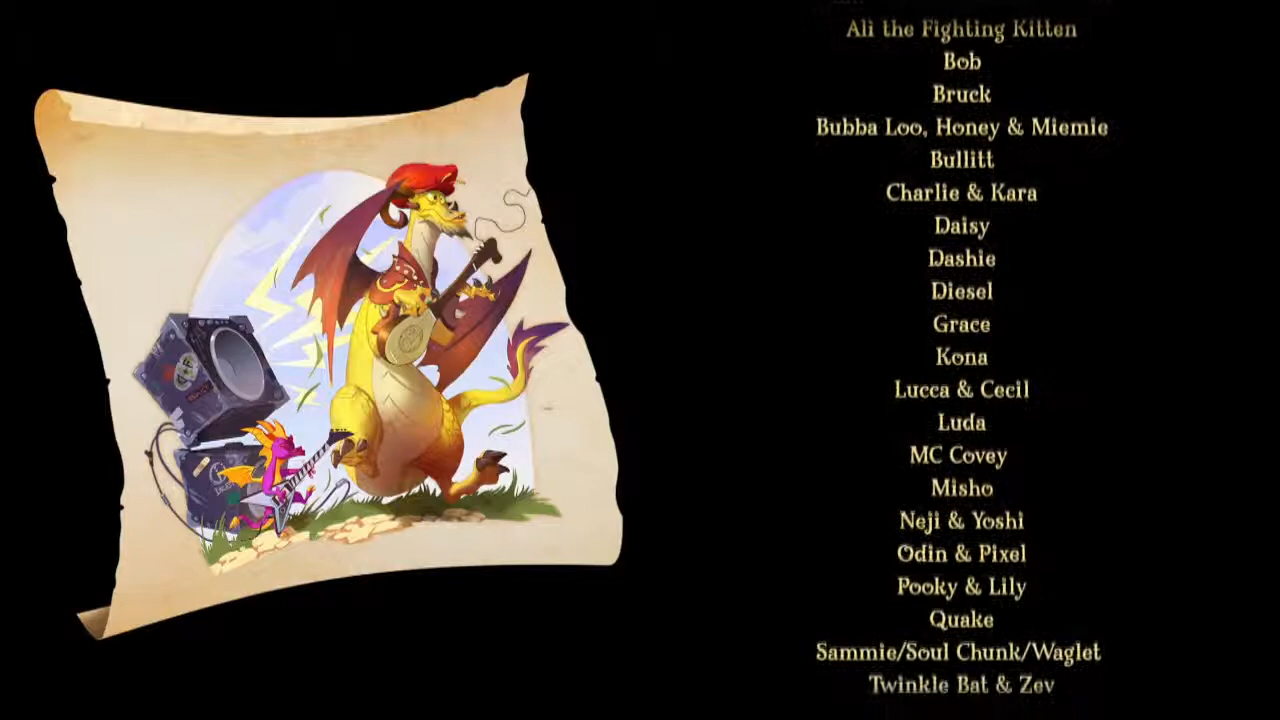 Ali the Fighting Kitten
Bob
Bruck
Bubba Loo, Honey & Miemie
Bullitt
Charlie & Kara
Daisy
Dashie
Diesel
Grace
Kona
Lucca & Cecil
Luda
MC Covey
Misho
Neji & Yoshi
Odin & Pixel
Pooky & Lily
Quake
Sammie/Soul Chunk/Waglet
Twinkle Bat & Zev